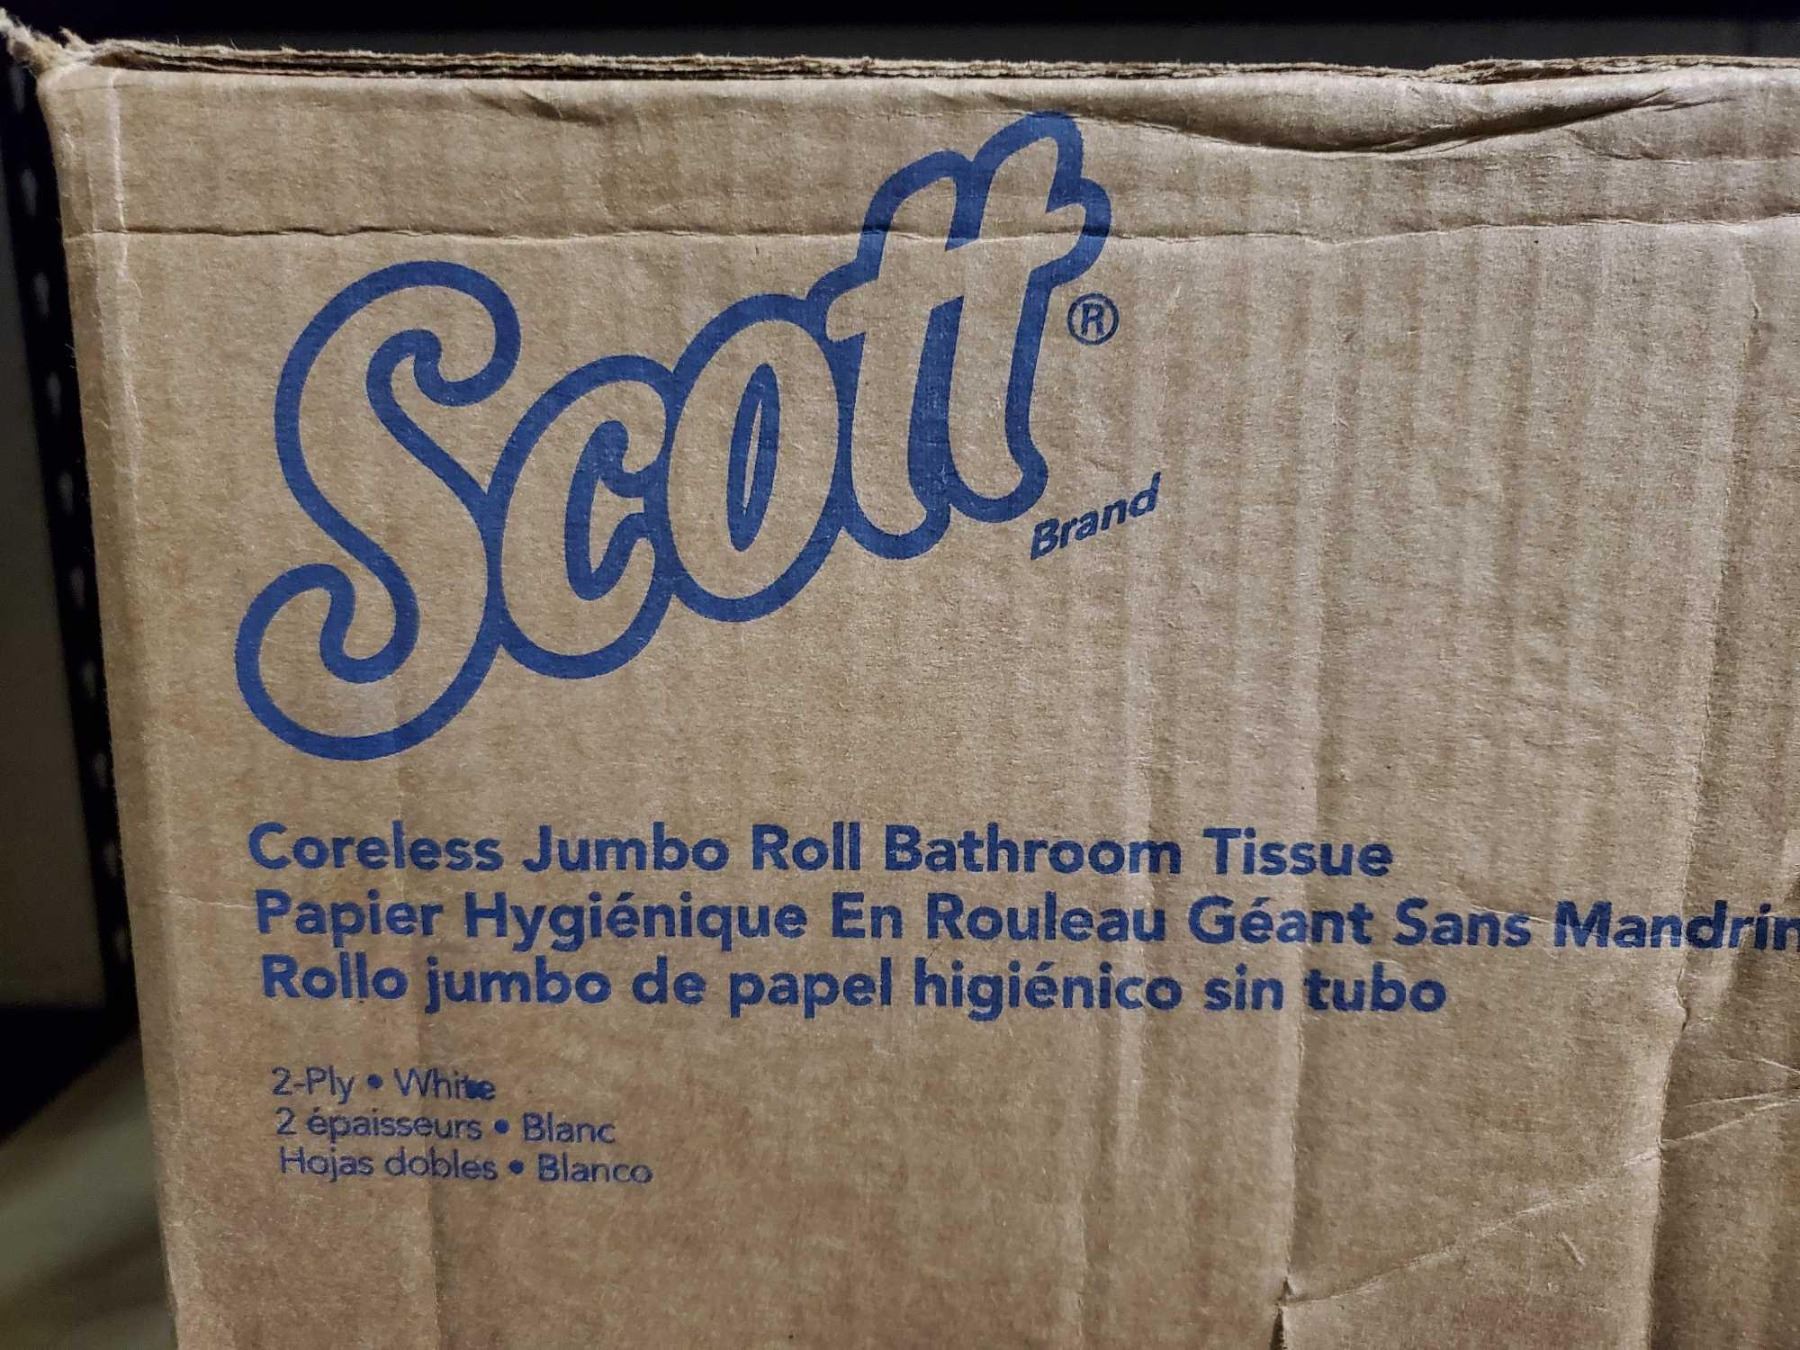 Scott®
Brand
Coreless Jumbo Roll Bathroom Tissue
Papier Hygiénique En Rouleau Géant Sans Mandrin
Rollo jumbo de papel higiénico sin tubo
2-Ply • White
2 épaisseurs • Blanc
Hojas dobles • Blanco